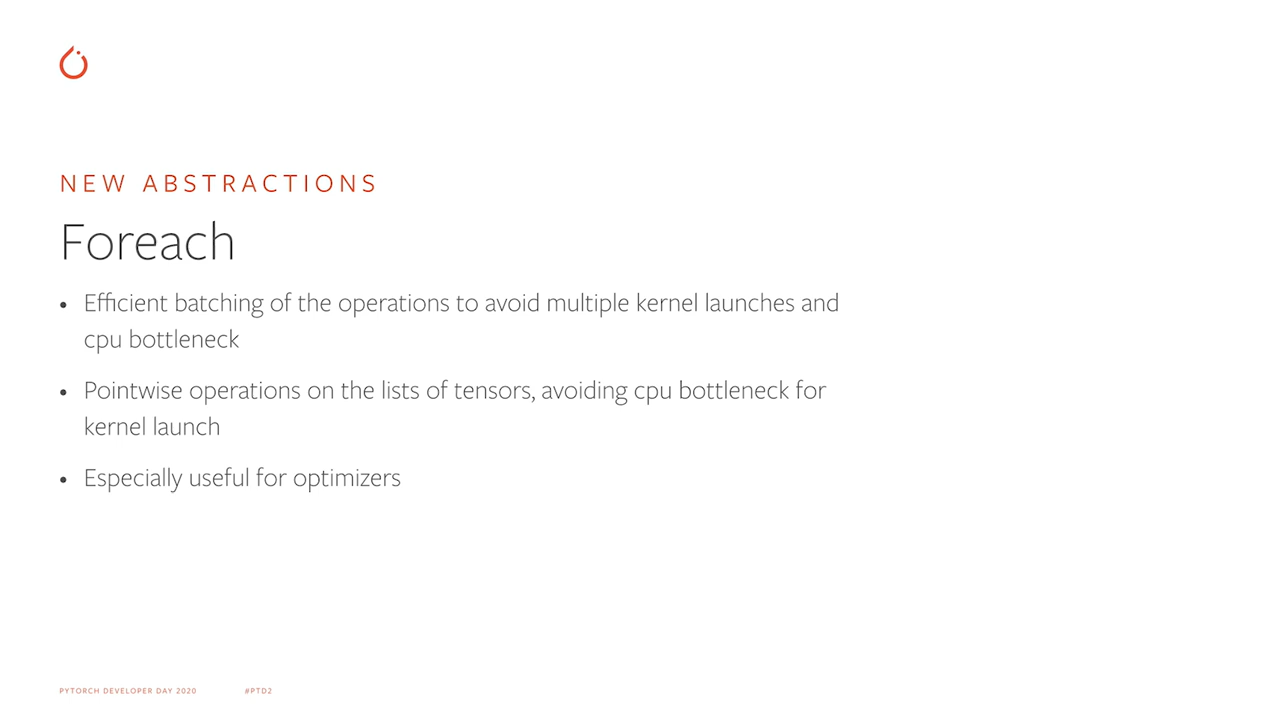 NEW ABSTRACTIONS
Foreach
• Efficient batching of the operations to avoid multiple kernel launches and
cpu bottleneck
• Pointwise operations on the lists of tensors, avoiding cpu bottleneck for
kernel launch
• Especially useful for optimizers
PYTORCH DEVELOPER DAY 2020 #PTD2